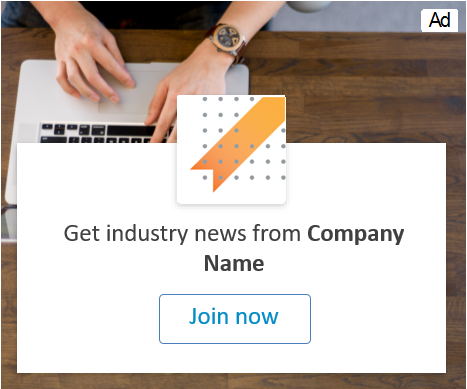 Ad
Get industry news from Company
Name
Join now